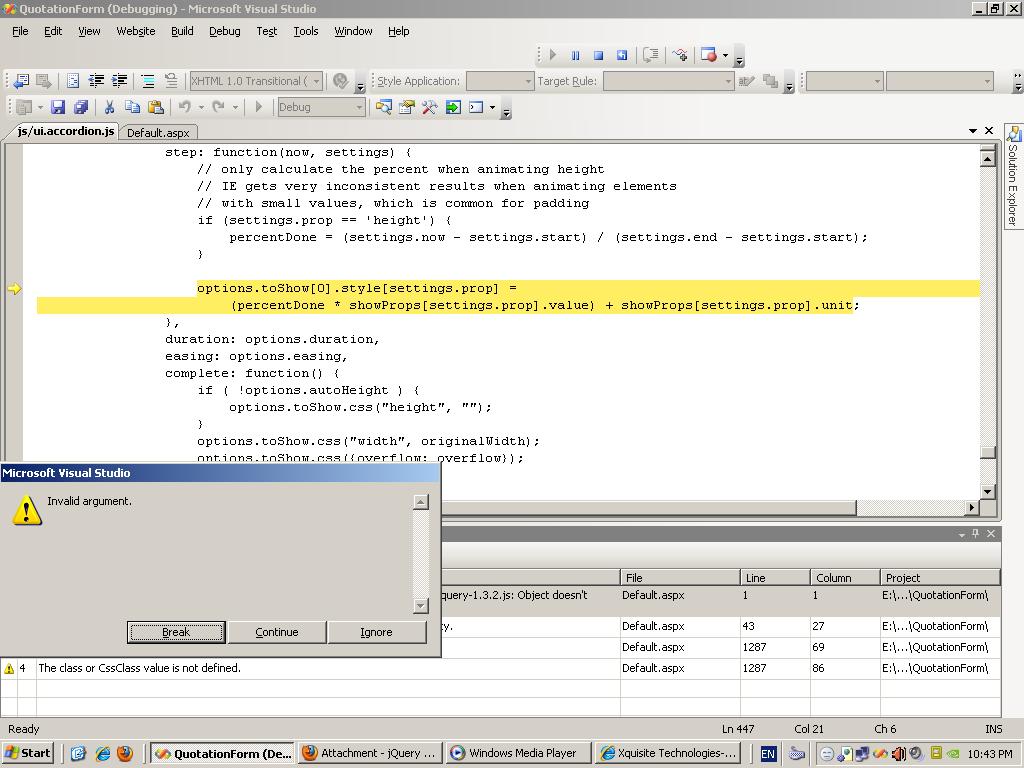 QuotationForm (Debugging) - Microsoft Visual Studio
File Edit View Website Build Debug Test Tools Window Help
XHTML 1.0 Transitional ( Style Application: Target Rule:
Debug
js/ui.accordion.js Default.aspx
Solution Explorer
step: function(now, settings) {
// only calculate the percent when animating height
// IE gets very inconsistent results when animating elements
// with small values, which is common for padding
if (settings.prop == 'height') {
percentDone = (settings.now - settings.start) / (settings.end - settings.start);
}
options.toShow[0].style[settings.prop] =
(percentDone * showProps[settings.prop].value) + showProps[settings.prop].unit;
},
duration: options.duration,
easing: options.easing,
complete: function() {
if ( !options.autoHeight ) {
options.toShow.css("height", "");
}
options.toShow.css("width", originalWidth);
options.toShow.css({overflow: overflow});
Microsoft Visual Studio
Invalid argument.
Break Continue Ignore
File Line Column Project
query-1.3.2.js: Object doesn't Default.aspx 1 1 E:\...\QuotationForm\
y. Default.aspx 43 27 E:\...\QuotationForm\
Default.aspx 1287 69 E:\...\QuotationForm\
4 The class or CssClass value is not defined. Default.aspx 1287 86 E:\...\QuotationForm\
Ready Ln 447 Col 21 Ch 6 INS
Start QuotationForm (De... Attachment - jQuery ... Windows Media Player Xquisite Technologies-... EN 10:43 PM